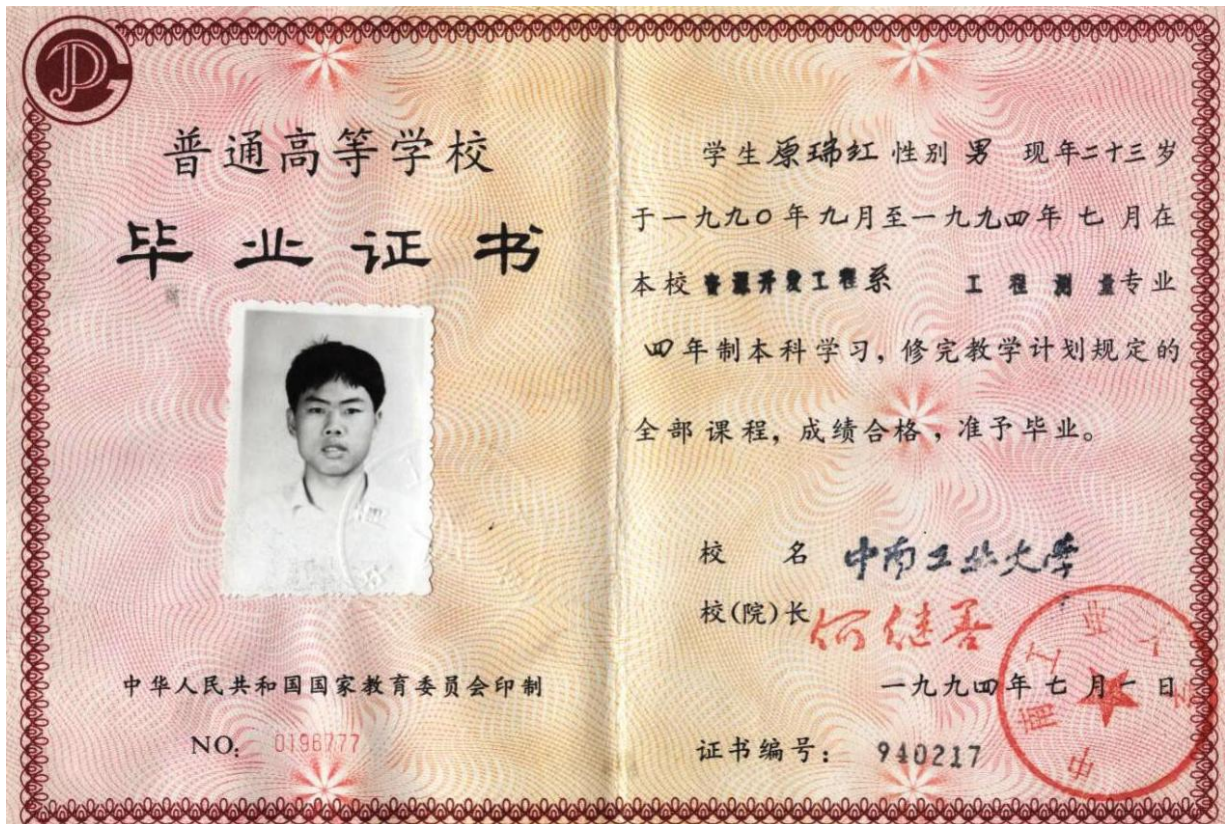 普通高等学校
毕业证书
中华人民共和国国家教育委员会印制
NO: 0196777
学生原瑞红性别 男 现年二十三岁
于一九九〇年九月至一九九四年 七 月在
本校资源开发工程系 工程测量专业
四年制本科学习，修完教学计划规定的
全部课程，成绩合格，准予毕业。
校 名 中南工业大学
校(院)长 何继善
一九九四年七月一日
证书编号： 940217
中南工业